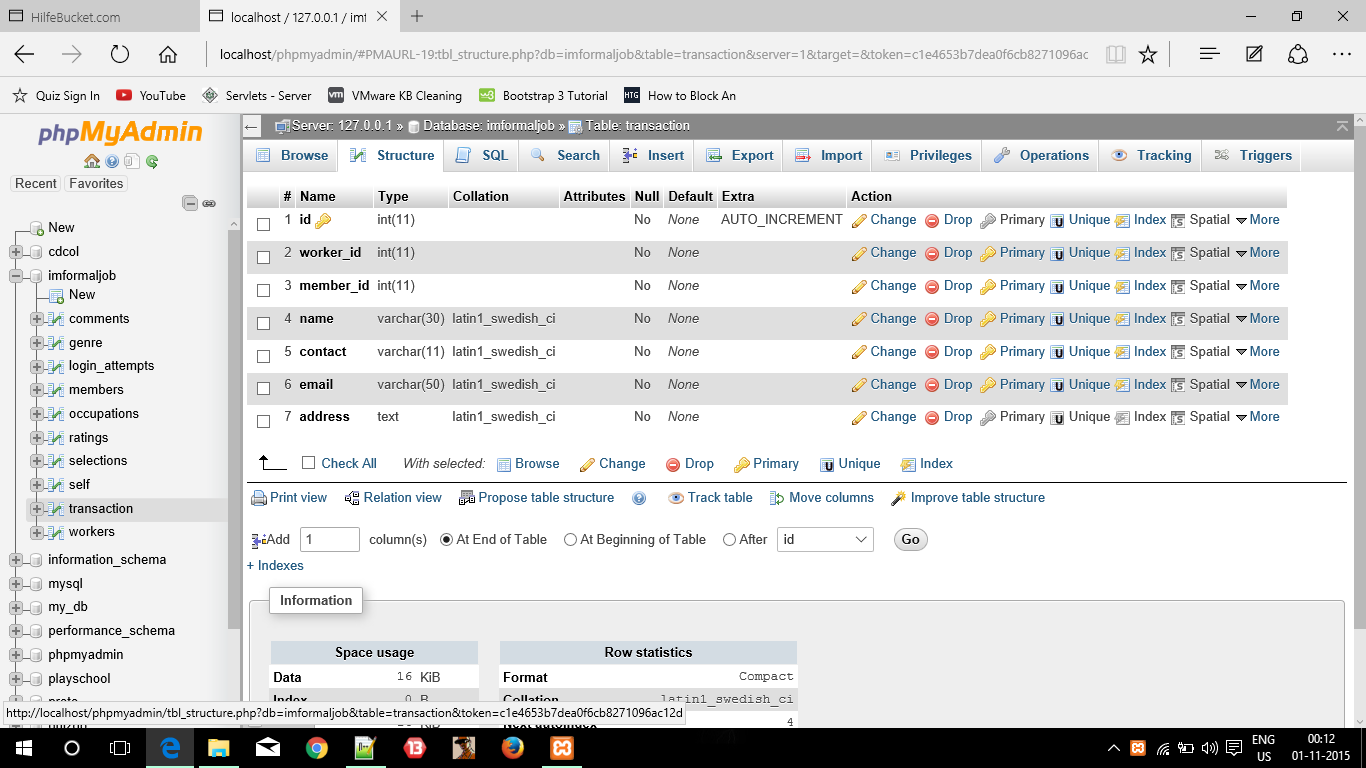 HilfeBucket.com
localhost / 127.0.0.1 / imf
localhost/phpmyadmin/#PMAURL-19:tbl_structure.php?db=imformaljob&table=transaction&server=1&target=&token=c1e4653b7dea0f6cb8271096ac
Quiz Sign In YouTube Servlets - Server VMware KB Cleaning Bootstrap 3 Tutorial How to Block An
phpMyAdmin
Recent Favorites
New
cdcol
imformaljob
New
comments
genre
login_attempts
members
occupations
ratings
selections
self
transaction
workers
information_schema
mysql
my_db
performance_schema
phpmyadmin
playschool
Server: 127.0.0.1 » Database: imformaljob » Table: transaction
Browse Structure SQL Search Insert Export Import Privileges Operations Tracking Triggers
# Name Type Collation Attributes Null Default Extra Action
1 id int(11) No None AUTO_INCREMENT Change Drop Primary Unique Index Spatial More
2 worker_id int(11) No None Change Drop Primary Unique Index Spatial More
3 member_id int(11) No None Change Drop Primary Unique Index Spatial More
4 name varchar(30) latin1_swedish_ci No None Change Drop Primary Unique Index Spatial More
5 contact varchar(11) latin1_swedish_ci No None Change Drop Primary Unique Index Spatial More
6 email varchar(50) latin1_swedish_ci No None Change Drop Primary Unique Index Spatial More
7 address text latin1_swedish_ci No None Change Drop Primary Unique Index Spatial More
Check All With selected: Browse Change Drop Primary Unique Index
Print view Relation view Propose table structure Track table Move columns Improve table structure
Add 1 column(s) At End of Table At Beginning of Table After id Go
+ Indexes
Information
Space usage
Data 16 KiB
Index 0 B
Row statistics
Format Compact
Collation latin1_swedish_ci
Next autoindex 4
http://localhost/phpmyadmin/tbl_structure.php?db=imformaljob&table=transaction&token=c1e4653b7dea0f6cb8271096ac12d
ENG
US
00:12
01-11-2015